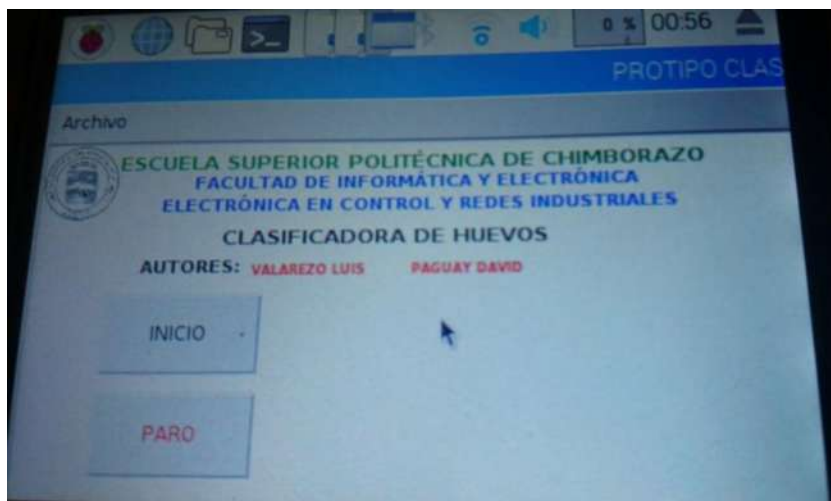 0 % 00:56
PROTIPO CLAS
Archivo
ESCUELA SUPERIOR POLITÉCNICA DE CHIMBORAZO
FACULTAD DE INFORMÁTICA Y ELECTRÓNICA
ELECTRÓNICA EN CONTROL Y REDES INDUSTRIALES
CLASIFICADORA DE HUEVOS
AUTORES: VALAREZO LUIS PAGUAY DAVID
INICIO
PARO